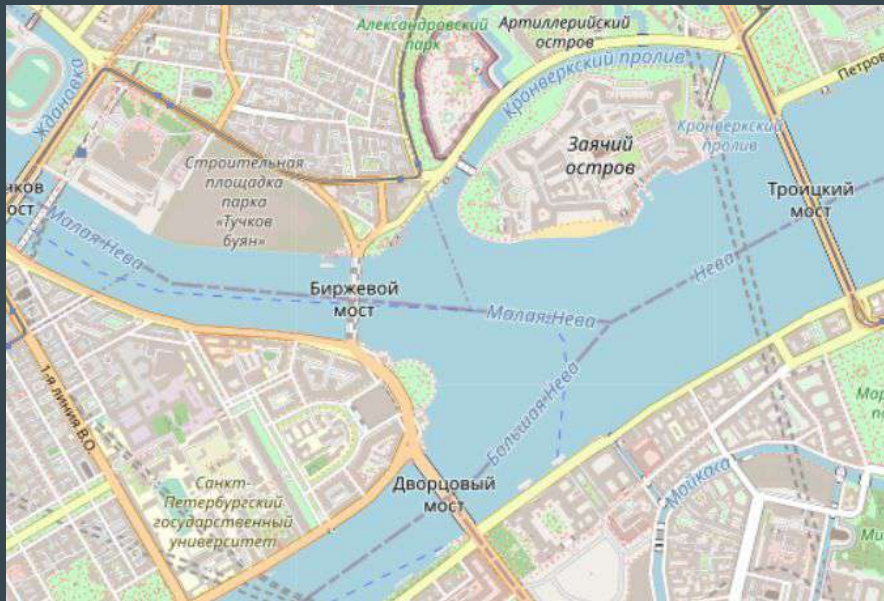 Александровский
парк
Артиллерийский
остров
Кронверкский пролив
Петров
Ждановка
Кронверкский
пролив
Заячий
остров
Строительная
площадка
парка
«Тучков
буян»
Троицкий
мост
чков
ост
Малая Нева
Нева
Биржевой
мост
Малая Нева
1-я линия В.О.
Большая Нева
Мар
п
Мойка
Санкт-
Петербургский
государственный
университет
Дворцовый
мост
Ми